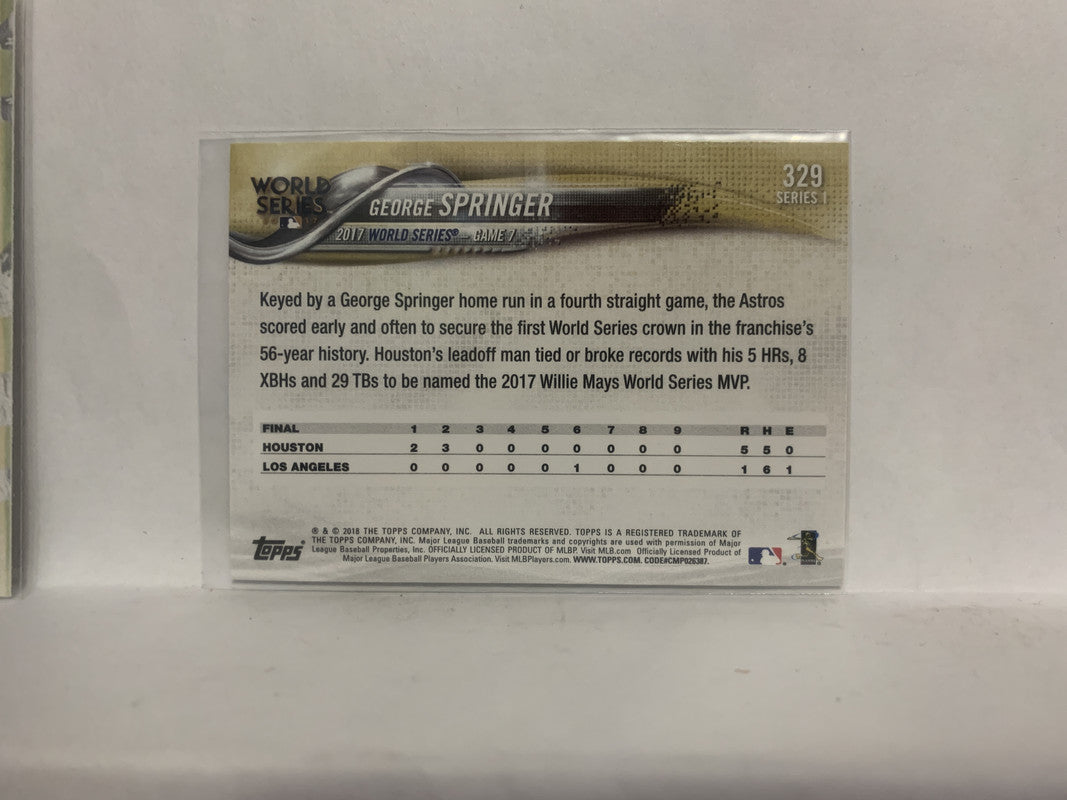 WORLD
SERIES
GEORGE SPRINGER
2017 WORLD SERIES® GAME 7
329
SERIES 1
Keyed by a George Springer home run in a fourth straight game, the Astros
scored early and often to secure the first World Series crown in the franchise's
56-year history. Houston's leadoff man tied or broke records with his 5 HRs, 8
XBHs and 29 TBs to be named the 2017 Willie Mays World Series MVP.
FINAL 1 2 3 4 5 6 7 8 9 R H E
HOUSTON 2 3 0 0 0 0 0 0 0 5 5 0
LOS ANGELES 0 0 0 0 0 1 0 0 0 1 6 1
Topps®
® & © 2018 THE TOPPS COMPANY, INC. ALL RIGHTS RESERVED. TOPPS IS A REGISTERED TRADEMARK OF
THE TOPPS COMPANY, INC. Major League Baseball trademarks and copyrights are used with permission of Major
League Baseball Properties, Inc. OFFICIALLY LICENSED PRODUCT OF MLBP. Visit MLB.com Officially Licensed Product of
Major League Baseball Players Association. Visit MLBPlayers.com. WWW.TOPPS.COM. CODE#CMP026387.